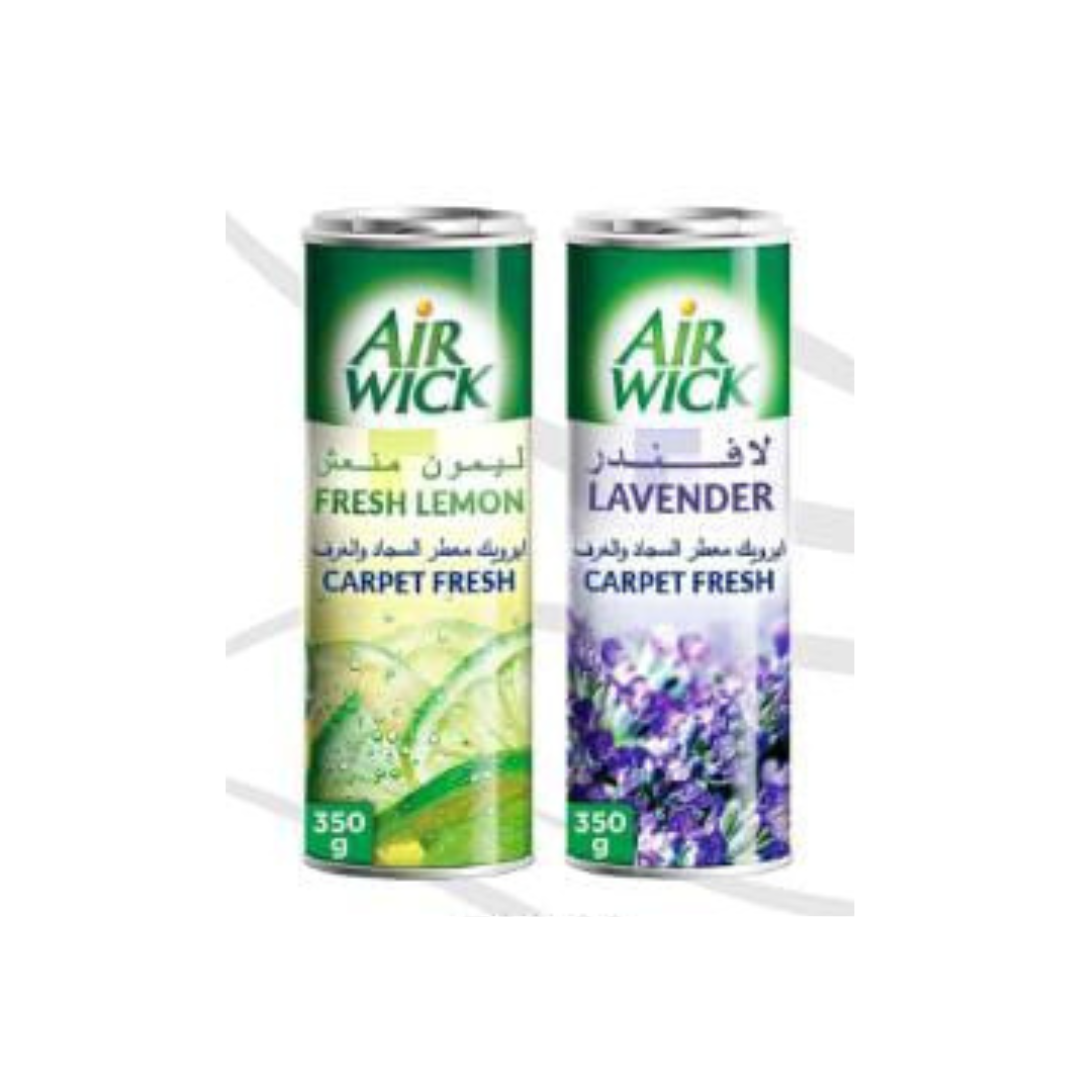 AiR
WICK
ليمون منعش
FRESH LEMON
ايرويك معطر السجاد والغرف
CARPET FRESH
350
g
AiR
WICK
لافندر
LAVENDER
ايرويك معطر السجاد والغرف
CARPET FRESH
350
g